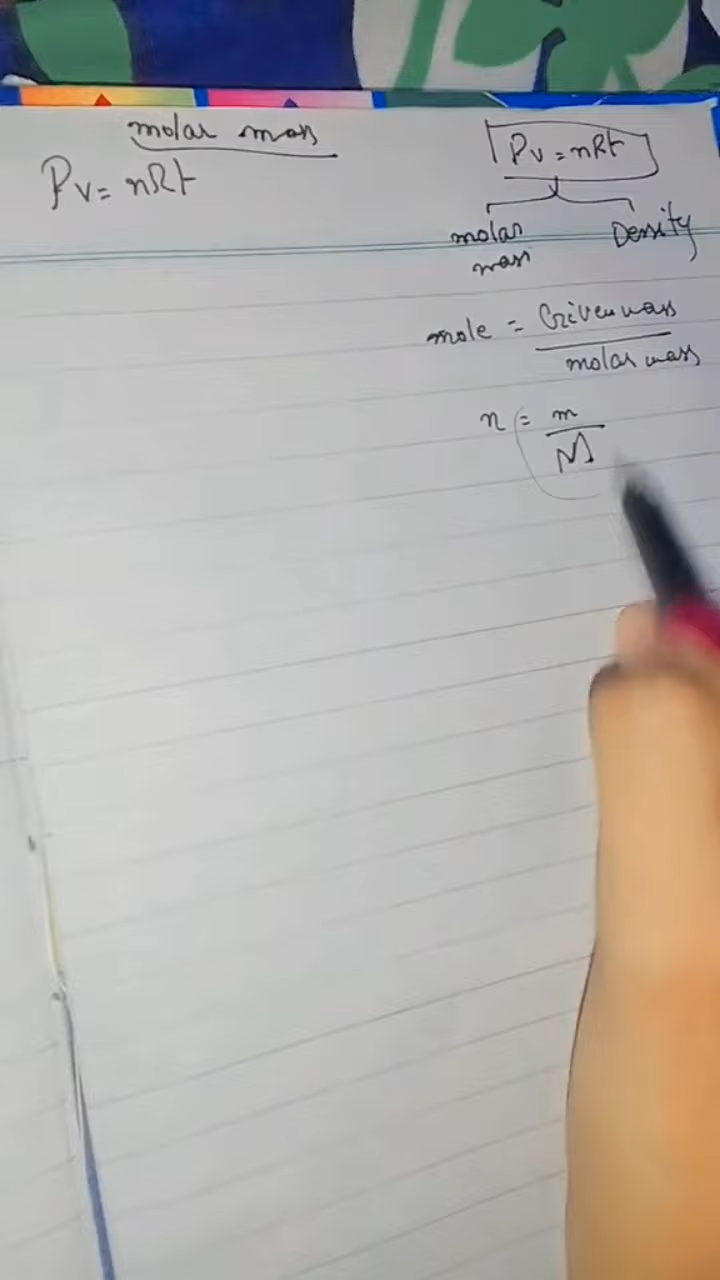 molar mass
Pv = nRt
Pv = nRt
molar mass
Density
mole = Given mass / molar mass
n = m / M